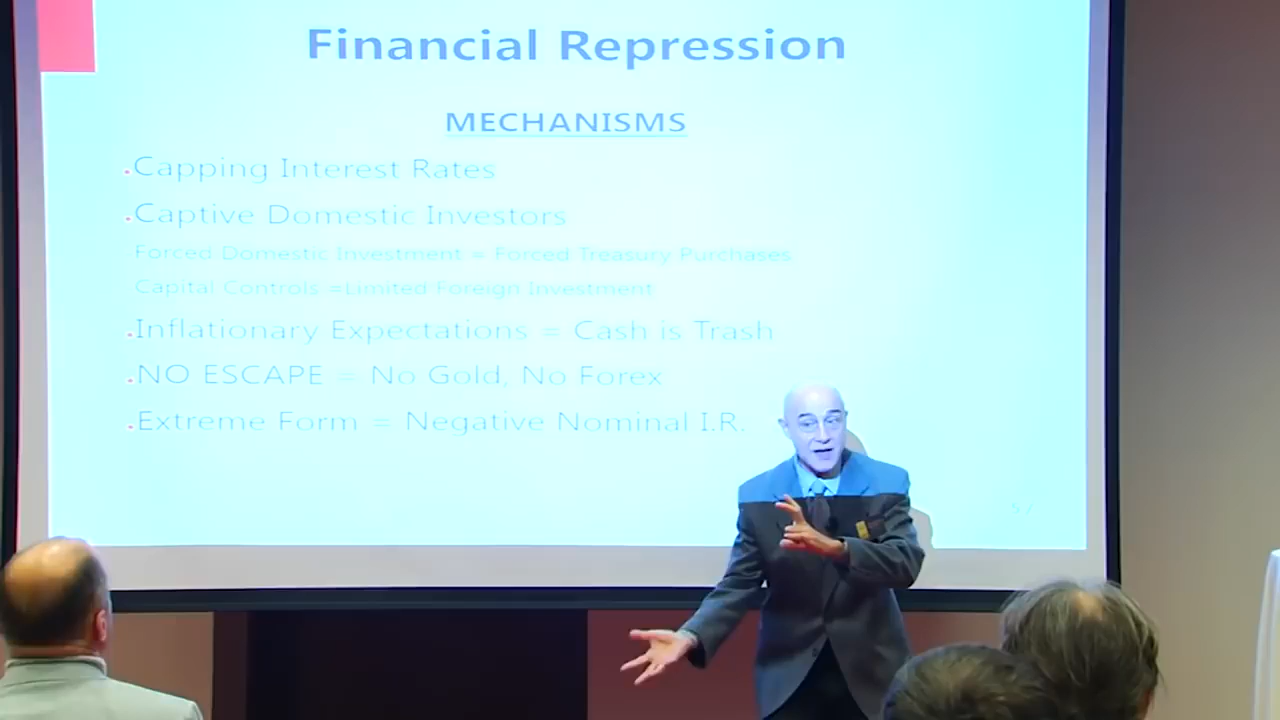 Financial Repression
MECHANISMS
.Capping Interest Rates
.Captive Domestic Investors
Forced Domestic Investment = Forced Treasury Purchases
Capital Controls =Limited Foreign Investment
.Inflationary Expectations = Cash is Trash
.NO ESCAPE = No Gold, No Forex
.Extreme Form = Negative Nominal I.R.